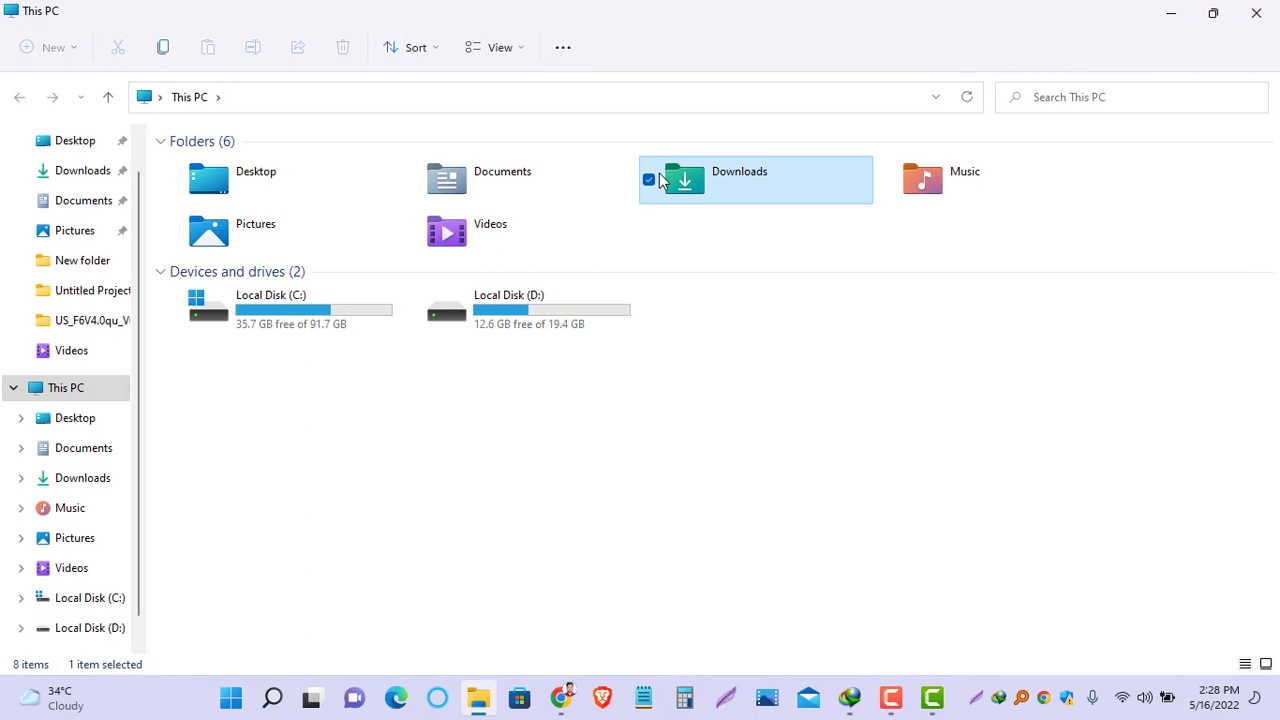 This PC
New
Sort
View
This PC
Search This PC
Desktop
Downloads
Documents
Pictures
New folder
Untitled Project
US_F6V4.0qu_V
Videos
This PC
Desktop
Documents
Downloads
Music
Pictures
Videos
Local Disk (C:)
Local Disk (D:)
Folders (6)
Desktop
Documents
Downloads
Music
Pictures
Videos
Devices and drives (2)
Local Disk (C:)
35.7 GB free of 91.7 GB
Local Disk (D:)
12.6 GB free of 19.4 GB
8 items
1 item selected
34°C
Cloudy
2:28 PM
5/16/2022